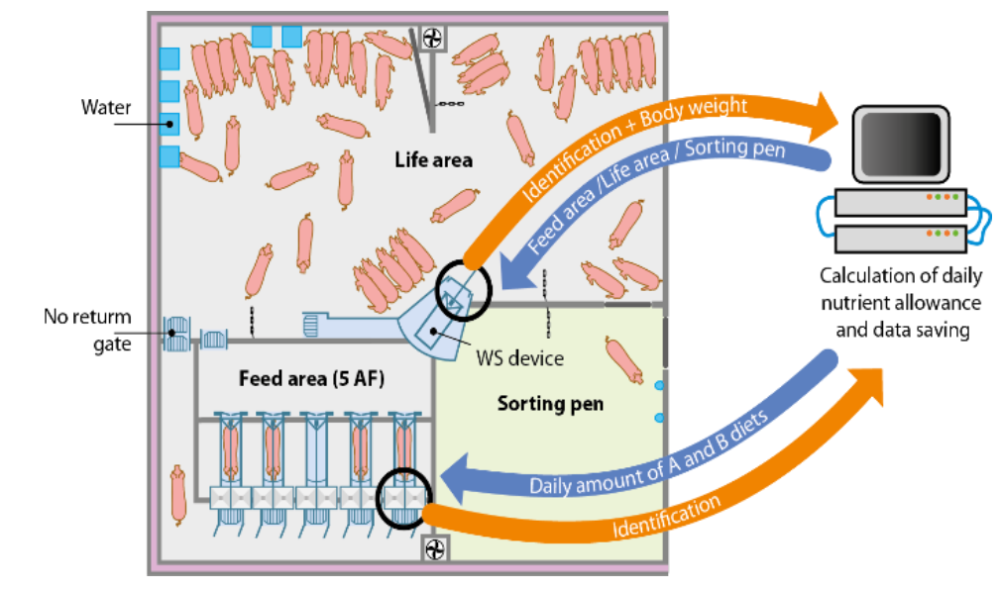 Water
Life area
Identification + Body weight
Feed area /Life area / Sorting pen
Calculation of daily
nutrient allowance
and data saving
No returm
gate
WS device
Feed area (5 AF)
Sorting pen
Daily amount of A and B diets
Identification